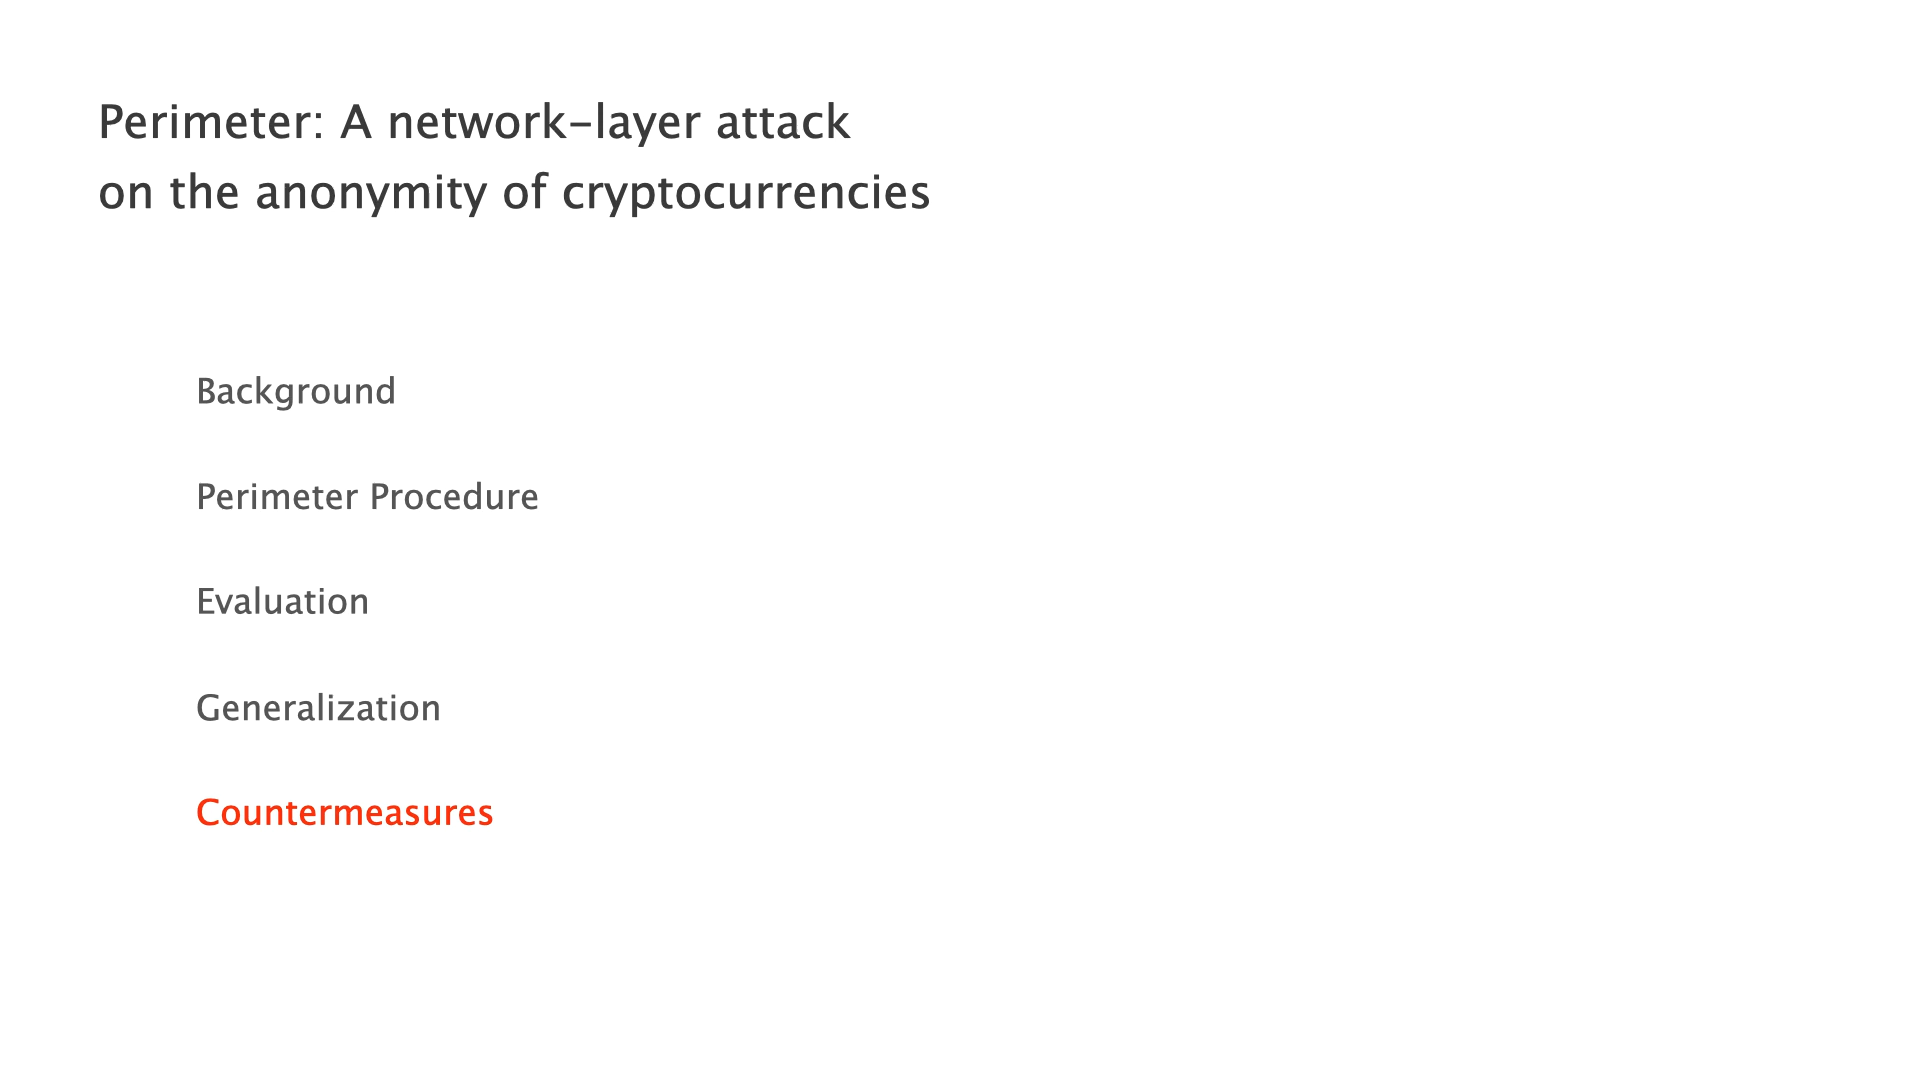 Perimeter: A network-layer attack
on the anonymity of cryptocurrencies
Background
Perimeter Procedure
Evaluation
Generalization
Countermeasures